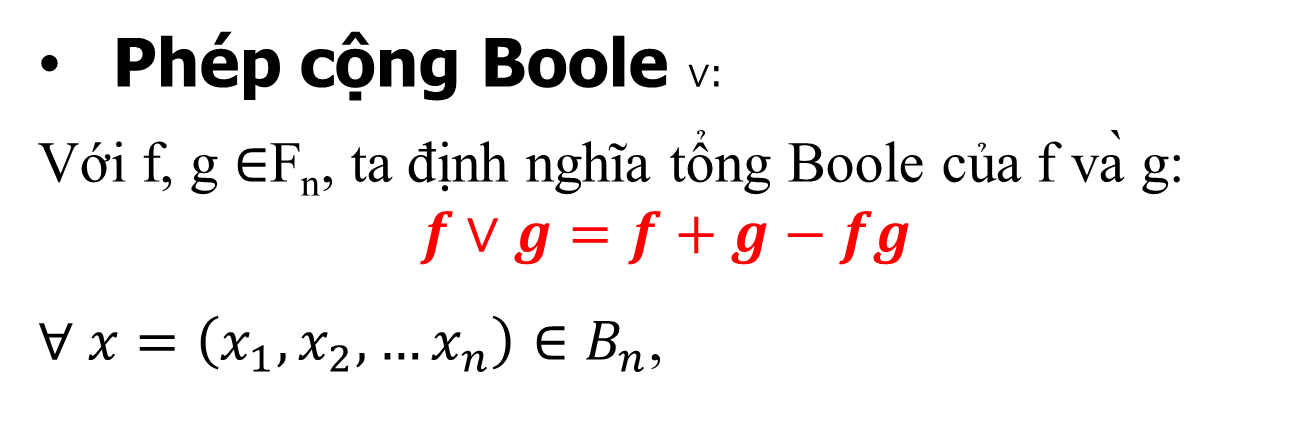 • Phép cộng Boole ∨:
Với f, g ∈Fₙ, ta định nghĩa tổng Boole của f và g:
f ∨ g = f + g − fg
∀ x = (x₁, x₂, … xₙ) ∈ Bₙ,